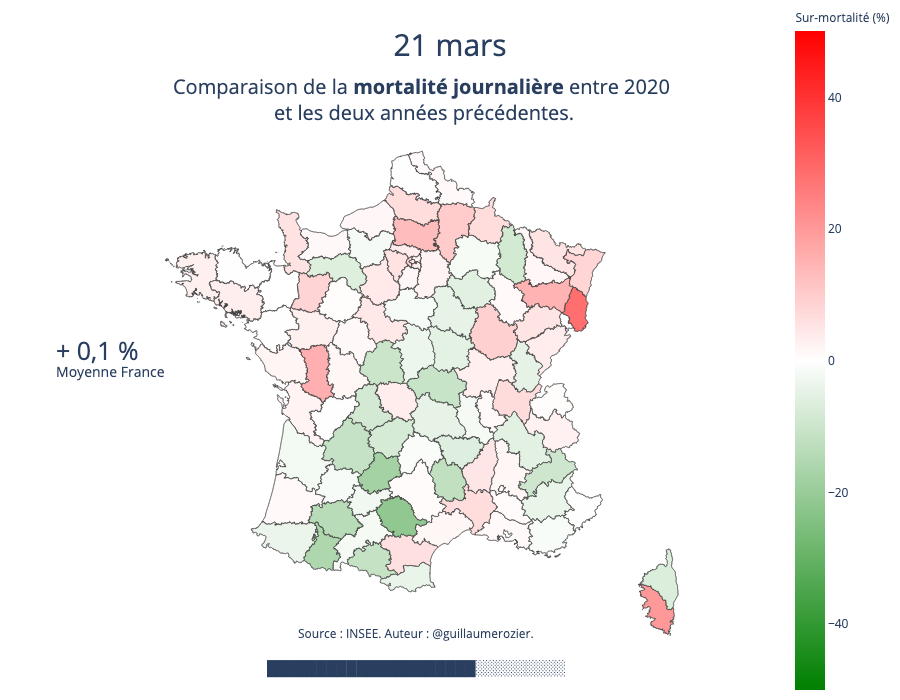 Sur-mortalité (%)
21 mars
Comparaison de la mortalité journalière entre 2020
et les deux années précédentes.
40
20
0
−20
−40
+ 0,1 %
Moyenne France
Source : INSEE. Auteur : @guillaumerozier.